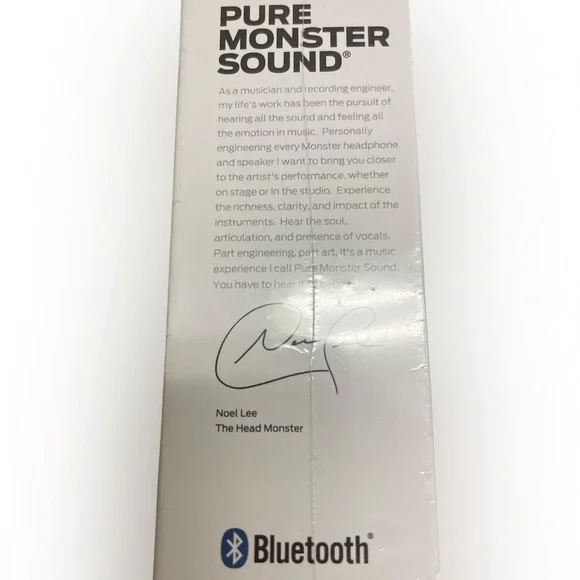 PURE
MONSTER
SOUND®
As a musician and recording engineer,
my life's work has been the pursuit of
hearing all the sound and feeling all
the emotion in music. Personally
engineering every Monster headphone
and speaker I want to bring you closer
to the artist's performance, whether
on stage or in the studio. Experience
the richness, clarity, and impact of the
instruments. Hear the soul,
articulation, and presence of vocals.
Part engineering, part art, it's a music
experience I call Pure Monster Sound.
You have to hear it to
Noel Lee
The Head Monster
Bluetooth®